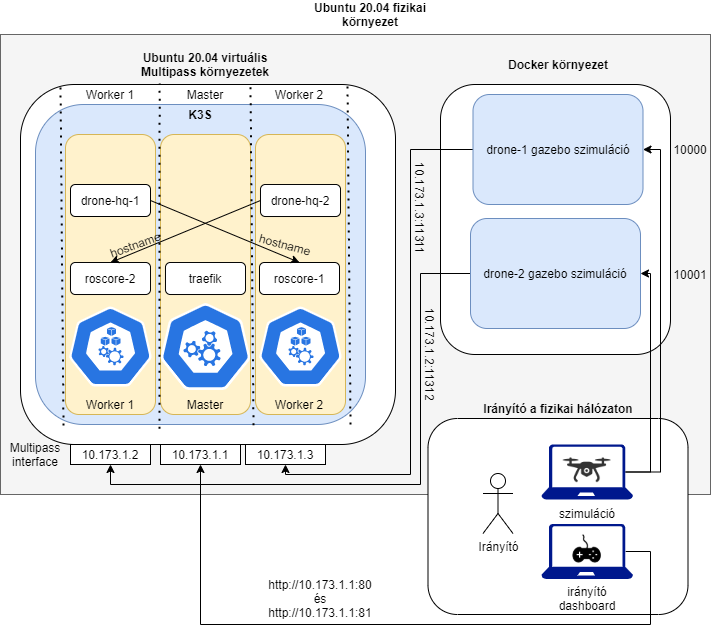 Ubuntu 20.04 fizikai
környezet
Ubuntu 20.04 virtuális
Multipass környezetek
Docker környezet
Worker 1
Master
Worker 2
K3S
drone-1 gazebo szimuláció
10000
drone-hq-1
drone-hq-2
10.173.1.3:11311
hostname
hostname
roscore-2
traefik
roscore-1
drone-2 gazebo szimuláció
10001
10.173.1.2:11312
Worker 1
Master
Worker 2
Irányító a fizikai hálózaton
Multipass
interface
10.173.1.2
10.173.1.1
10.173.1.3
szimuláció
Irányító
irányító
dashboard
http://10.173.1.1:80
és
http://10.173.1.1:81